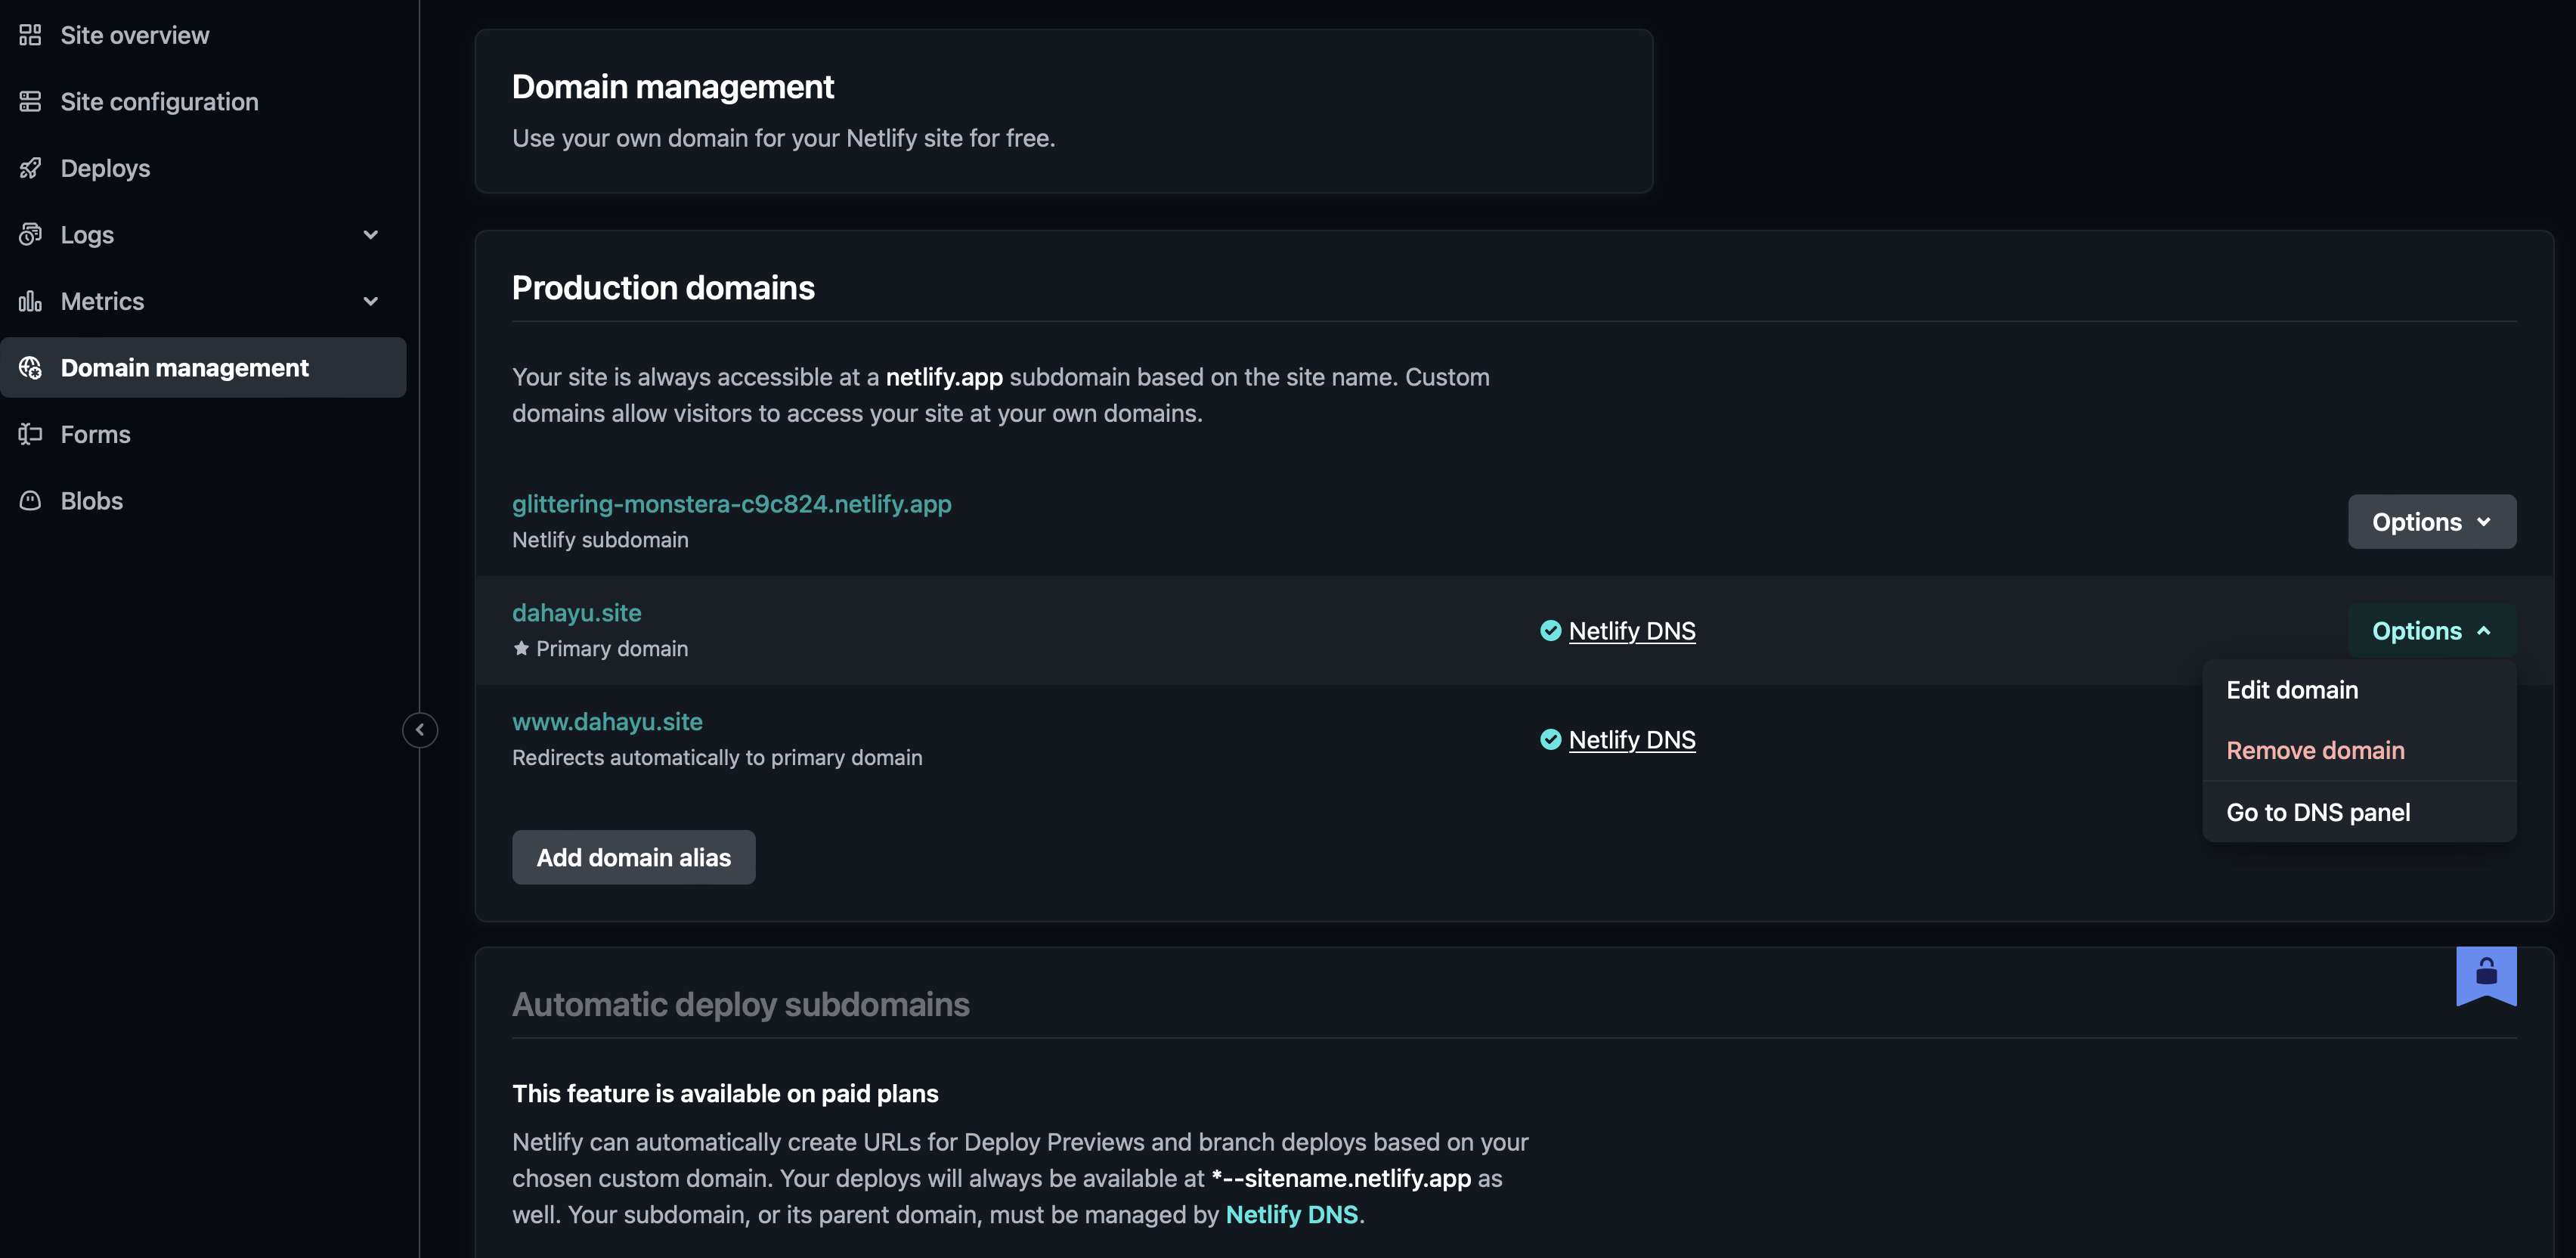 Site overview
Site configuration
Deploys
Logs
Metrics
Domain management
Forms
Blobs
Domain management
Use your own domain for your Netlify site for free.
Production domains
Your site is always accessible at a netlify.app subdomain based on the site name. Custom
domains allow visitors to access your site at your own domains.
glittering-monstera-c9c824.netlify.app
Netlify subdomain
Options
dahayu.site
Primary domain
Netlify DNS
Options
Edit domain
Remove domain
Go to DNS panel
www.dahayu.site
Redirects automatically to primary domain
Netlify DNS
Add domain alias
Automatic deploy subdomains
This feature is available on paid plans
Netlify can automatically create URLs for Deploy Previews and branch deploys based on your
chosen custom domain. Your deploys will always be available at *--sitename.netlify.app as
well. Your subdomain, or its parent domain, must be managed by Netlify DNS.